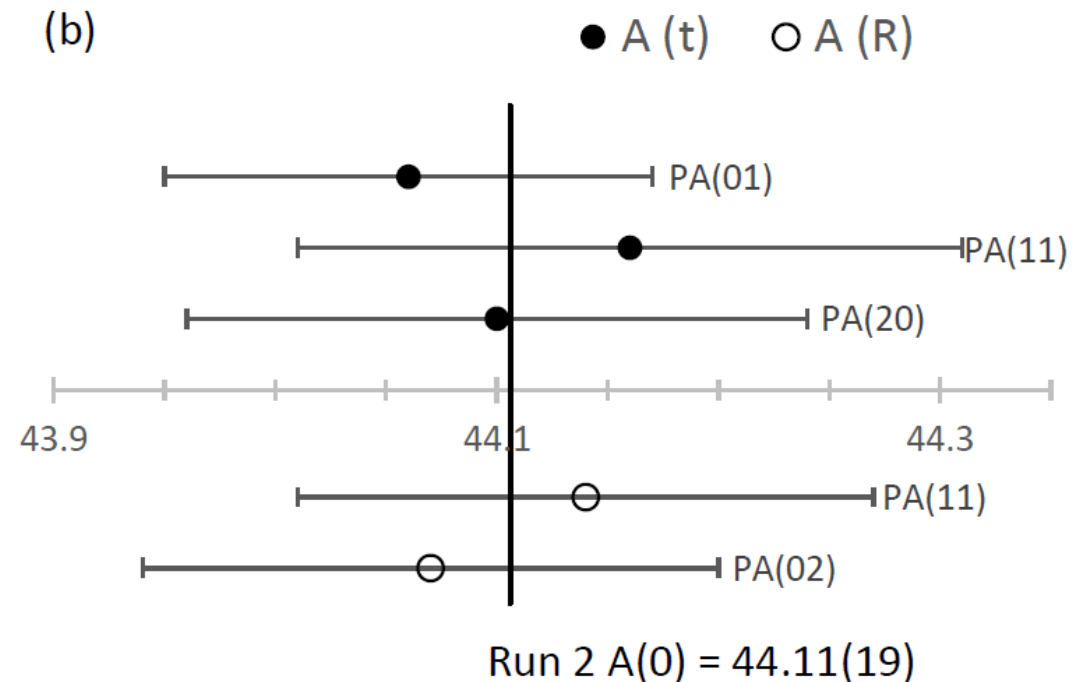 (b)
A (t) A (R)
PA(01)
PA(11)
PA(20)
43.9 44.1 44.3
PA(11)
PA(02)
Run 2 A(0) = 44.11(19)